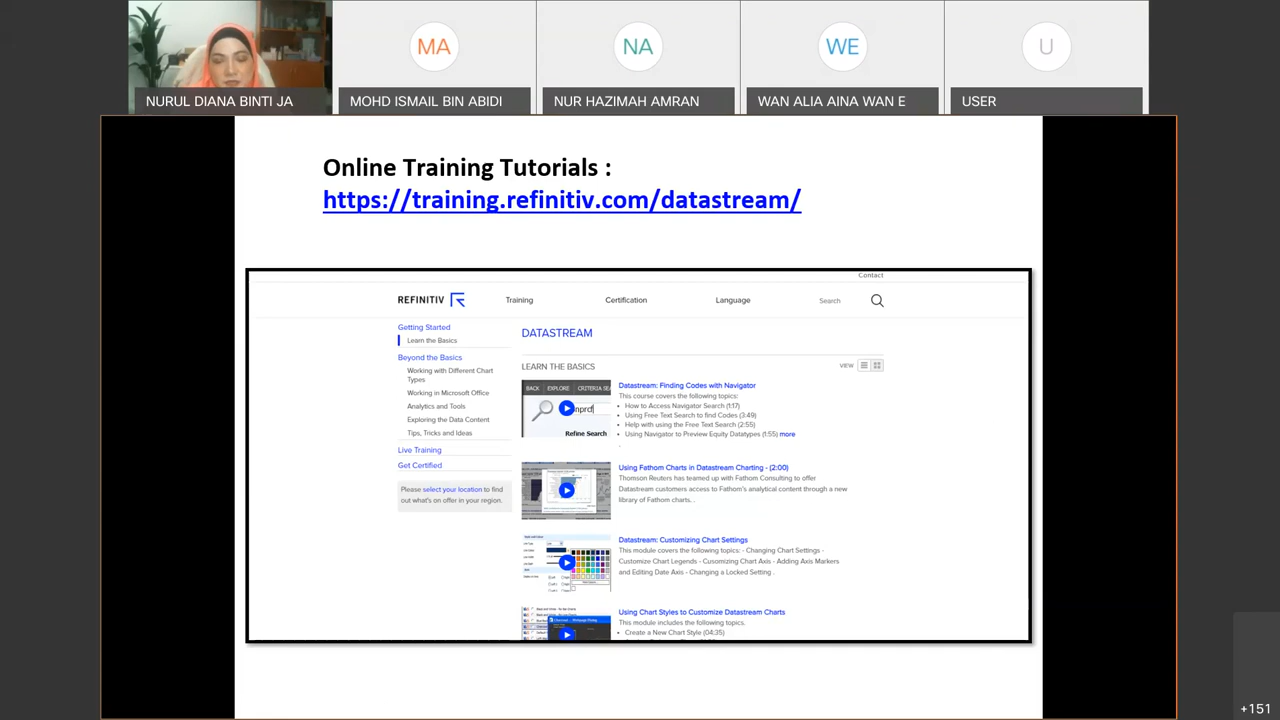 MA
NA
WE
U
NURUL DIANA BINTI JA
MOHD ISMAIL BIN ABIDI
NUR HAZIMAH AMRAN
WAN ALIA AINA WAN E
USER
Online Training Tutorials :
https://training.refinitiv.com/datastream/
Contact
REFINITIV
Training
Certification
Language
Search
Getting Started
Learn the Basics
Beyond the Basics
Working with Different Chart
Types
Working in Microsoft Office
Analytics and Tools
Exploring the Data Content
Tips, Tricks and Ideas
Live Training
Get Certified
Please select your location to find
out what's on offer in your region.
DATASTREAM
LEARN THE BASICS
VIEW
BACK EXPLORE CRITERIA SEA
nprcf
Refine Search
Datastream: Finding Codes with Navigator
This course covers the following topics:
• How to Access Navigator Search (1:17)
• Using Free Text Search to find Codes (3:49)
• Help with using the Free Text Search (2:55)
• Using Navigator to Preview Equity Datatypes (1:55) more
Using Fathom Charts in Datastream Charting - (2:00)
Thomson Reuters has teamed up with Fathom Consulting to offer
Datastream customers access to Fathom's analytical content through a new
library of Fathom charts...
Datastream: Customizing Chart Settings
This module covers the following topics: - Changing Chart Settings -
Customize Chart Legends - Cusomizing Chart Axis - Adding Axis Markers
and Editing Date Axis - Changing a Locked Setting .
Using Chart Styles to Customize Datastream Charts
This module includes the following topics.
• Create a New Chart Style (04:35)
+151